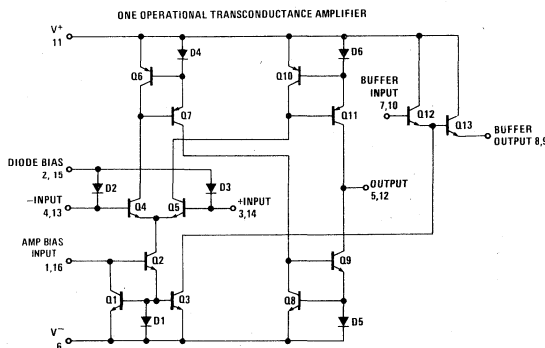 ONE OPERATIONAL TRANSCONDUCTANCE AMPLIFIER
V+
11
D4
D6
Q6
Q10
BUFFER
INPUT
7,10
Q12
Q7
Q11
Q13
BUFFER
OUTPUT 8,9
DIODE BIAS
2, 15
D2
D3
OUTPUT
5,12
–INPUT
4,13
Q4
Q5
+INPUT
3,14
AMP BIAS
INPUT
1,16
Q2
Q9
Q1
Q3
Q8
D1
D5
V–
6